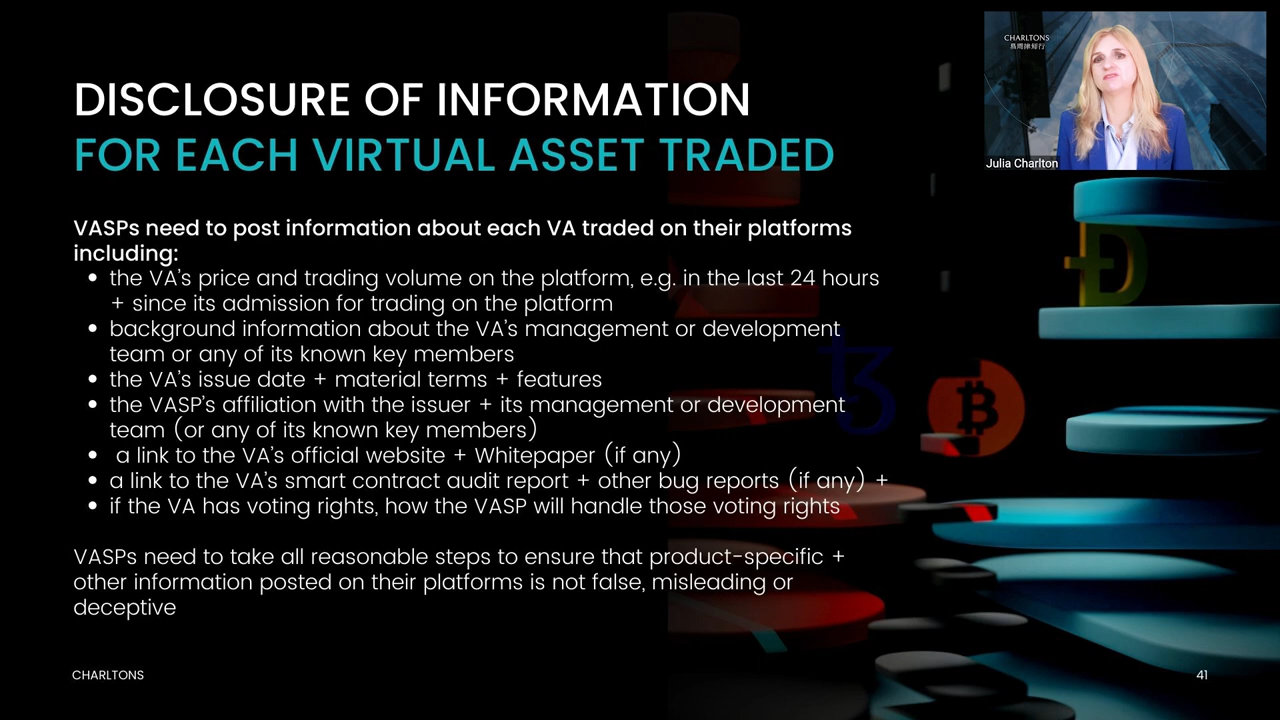 CHARLTONS
易周律師行
Julia Charlton
DISCLOSURE OF INFORMATION
FOR EACH VIRTUAL ASSET TRADED
VASPs need to post information about each VA traded on their platforms
including:
• the VA's price and trading volume on the platform, e.g. in the last 24 hours
+ since its admission for trading on the platform
• background information about the VA's management or development
team or any of its known key members
• the VA's issue date + material terms + features
• the VASP's affiliation with the issuer + its management or development
team (or any of its known key members)
• a link to the VA's official website + Whitepaper (if any)
• a link to the VA's smart contract audit report + other bug reports (if any) +
• if the VA has voting rights, how the VASP will handle those voting rights
VASPs need to take all reasonable steps to ensure that product-specific +
other information posted on their platforms is not false, misleading or
deceptive
CHARLTONS
41